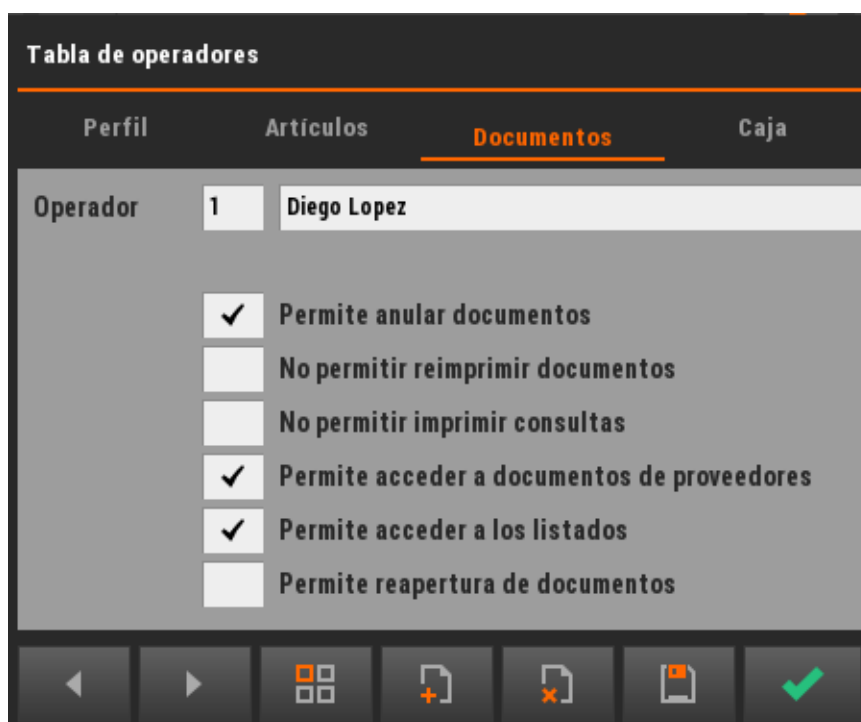 Tabla de operadores
Perfil Artículos Documentos Caja
Operador 1 Diego Lopez
Permite anular documentos
No permitir reimprimir documentos
No permitir imprimir consultas
Permite acceder a documentos de proveedores
Permite acceder a los listados
Permite reapertura de documentos